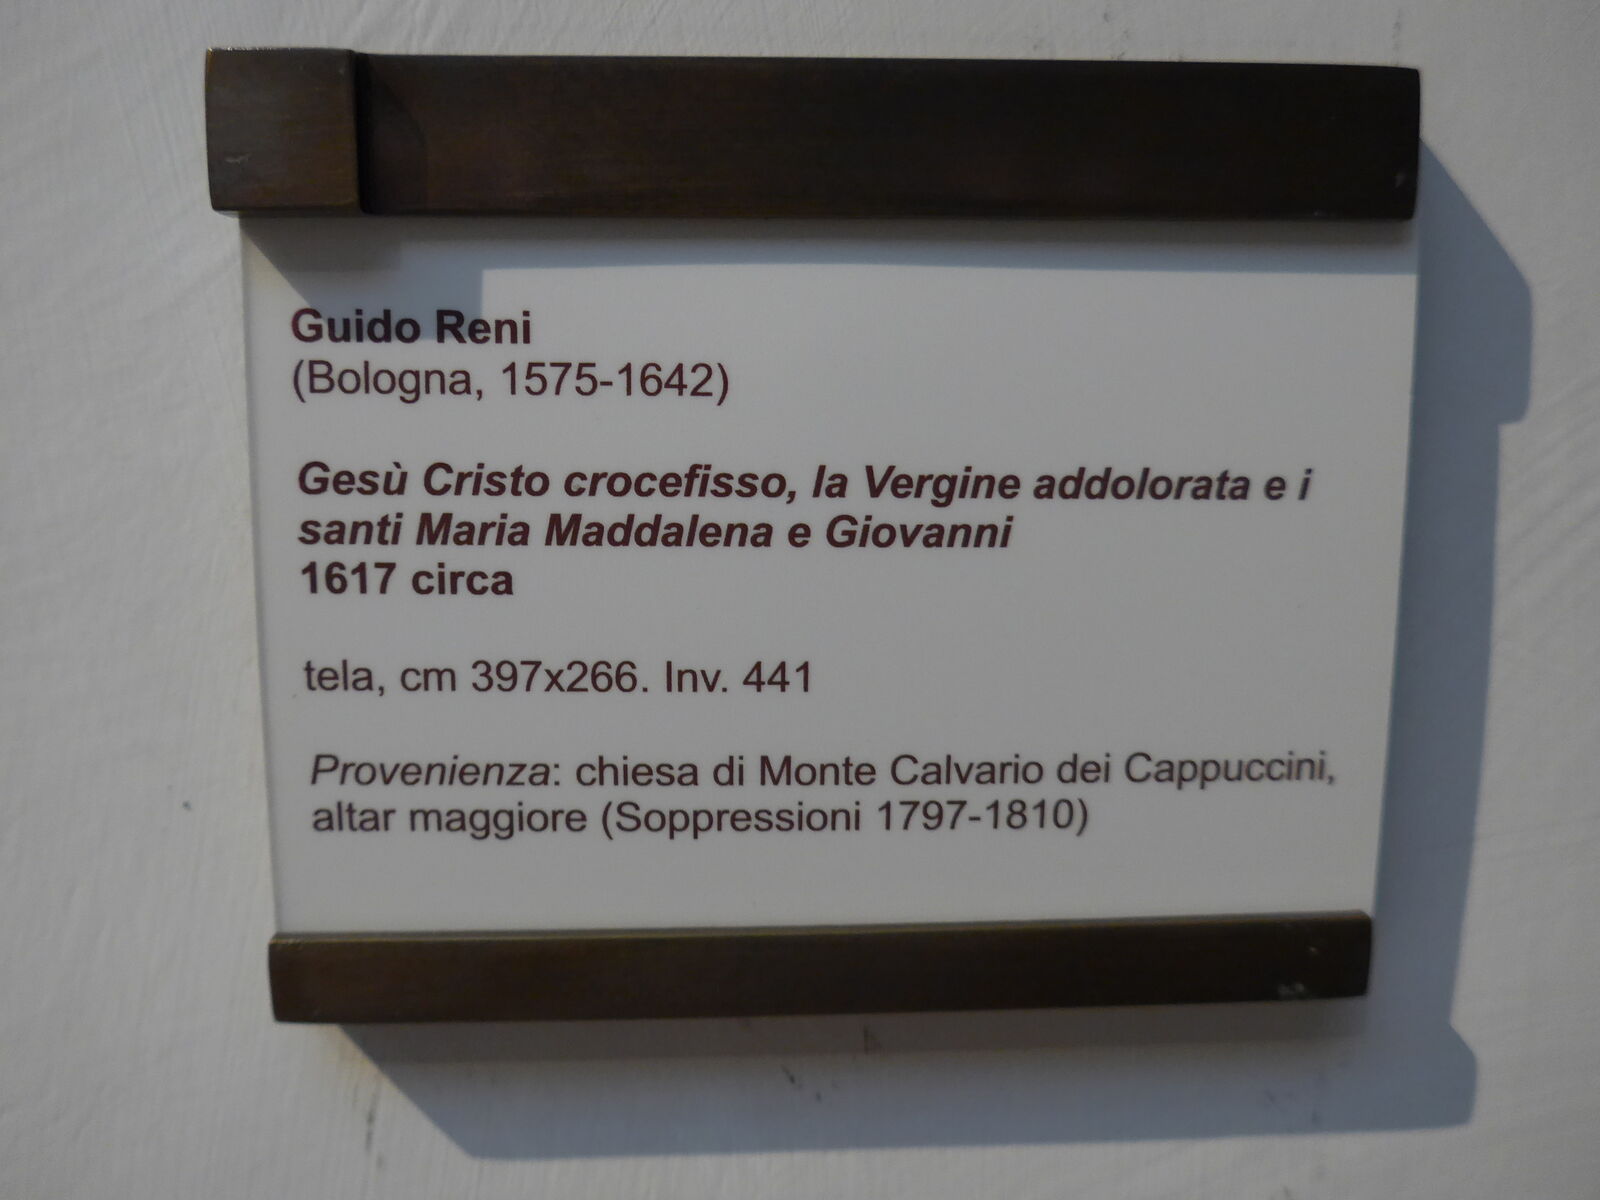 Guido Reni
(Bologna, 1575-1642)
Gesù Cristo crocefisso, la Vergine addolorata e i
santi Maria Maddalena e Giovanni
1617 circa
tela, cm 397x266. Inv. 441
Provenienza: chiesa di Monte Calvario dei Cappuccini,
altar maggiore (Soppressioni 1797-1810)